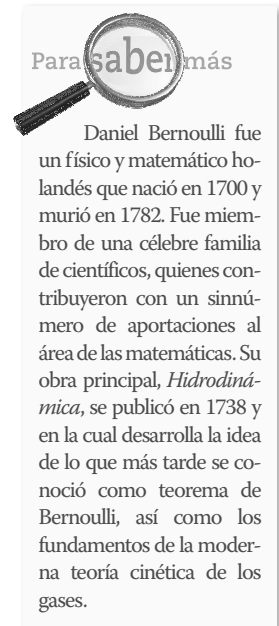 Para saber más
Daniel Bernoulli fue
un físico y matemático ho-
landés que nació en 1700 y
murió en 1782. Fue miem-
bro de una célebre familia
de científicos, quienes con-
tribuyeron con un sinnú-
mero de aportaciones al
área de las matemáticas. Su
obra principal, Hidrodiná-
mica, se publicó en 1738 y
en la cual desarrolla la idea
de lo que más tarde se co-
noció como teorema de
Bernoulli, así como los
fundamentos de la moder-
na teoría cinética de los
gases.